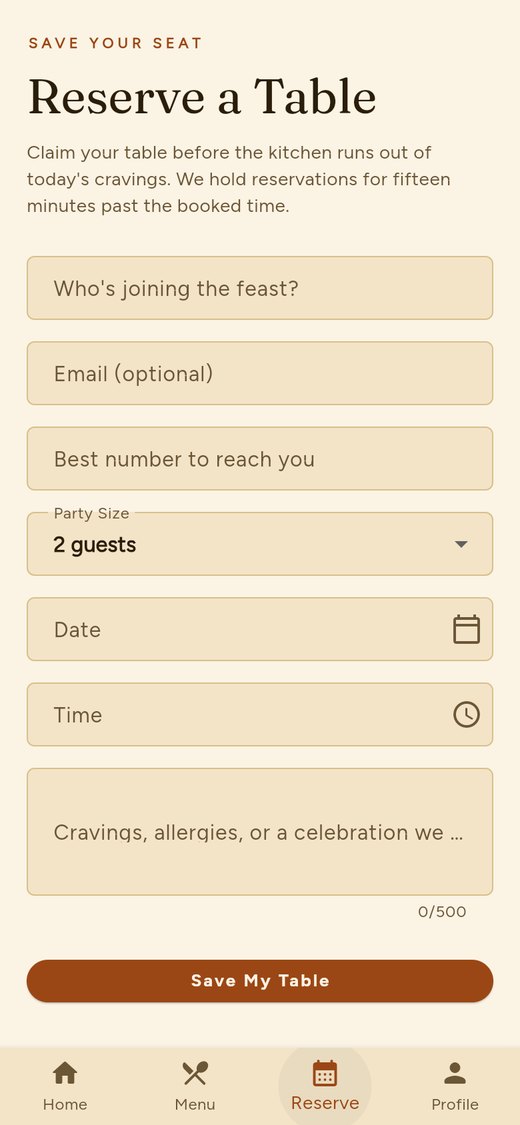 SAVE YOUR SEAT
Reserve a Table
Claim your table before the kitchen runs out of
today's cravings. We hold reservations for fifteen
minutes past the booked time.
Who's joining the feast?
Email (optional)
Best number to reach you
Party Size
2 guests
Date
Time
Cravings, allergies, or a celebration we ...
0/500
Save My Table
Home
Menu
Reserve
Profile